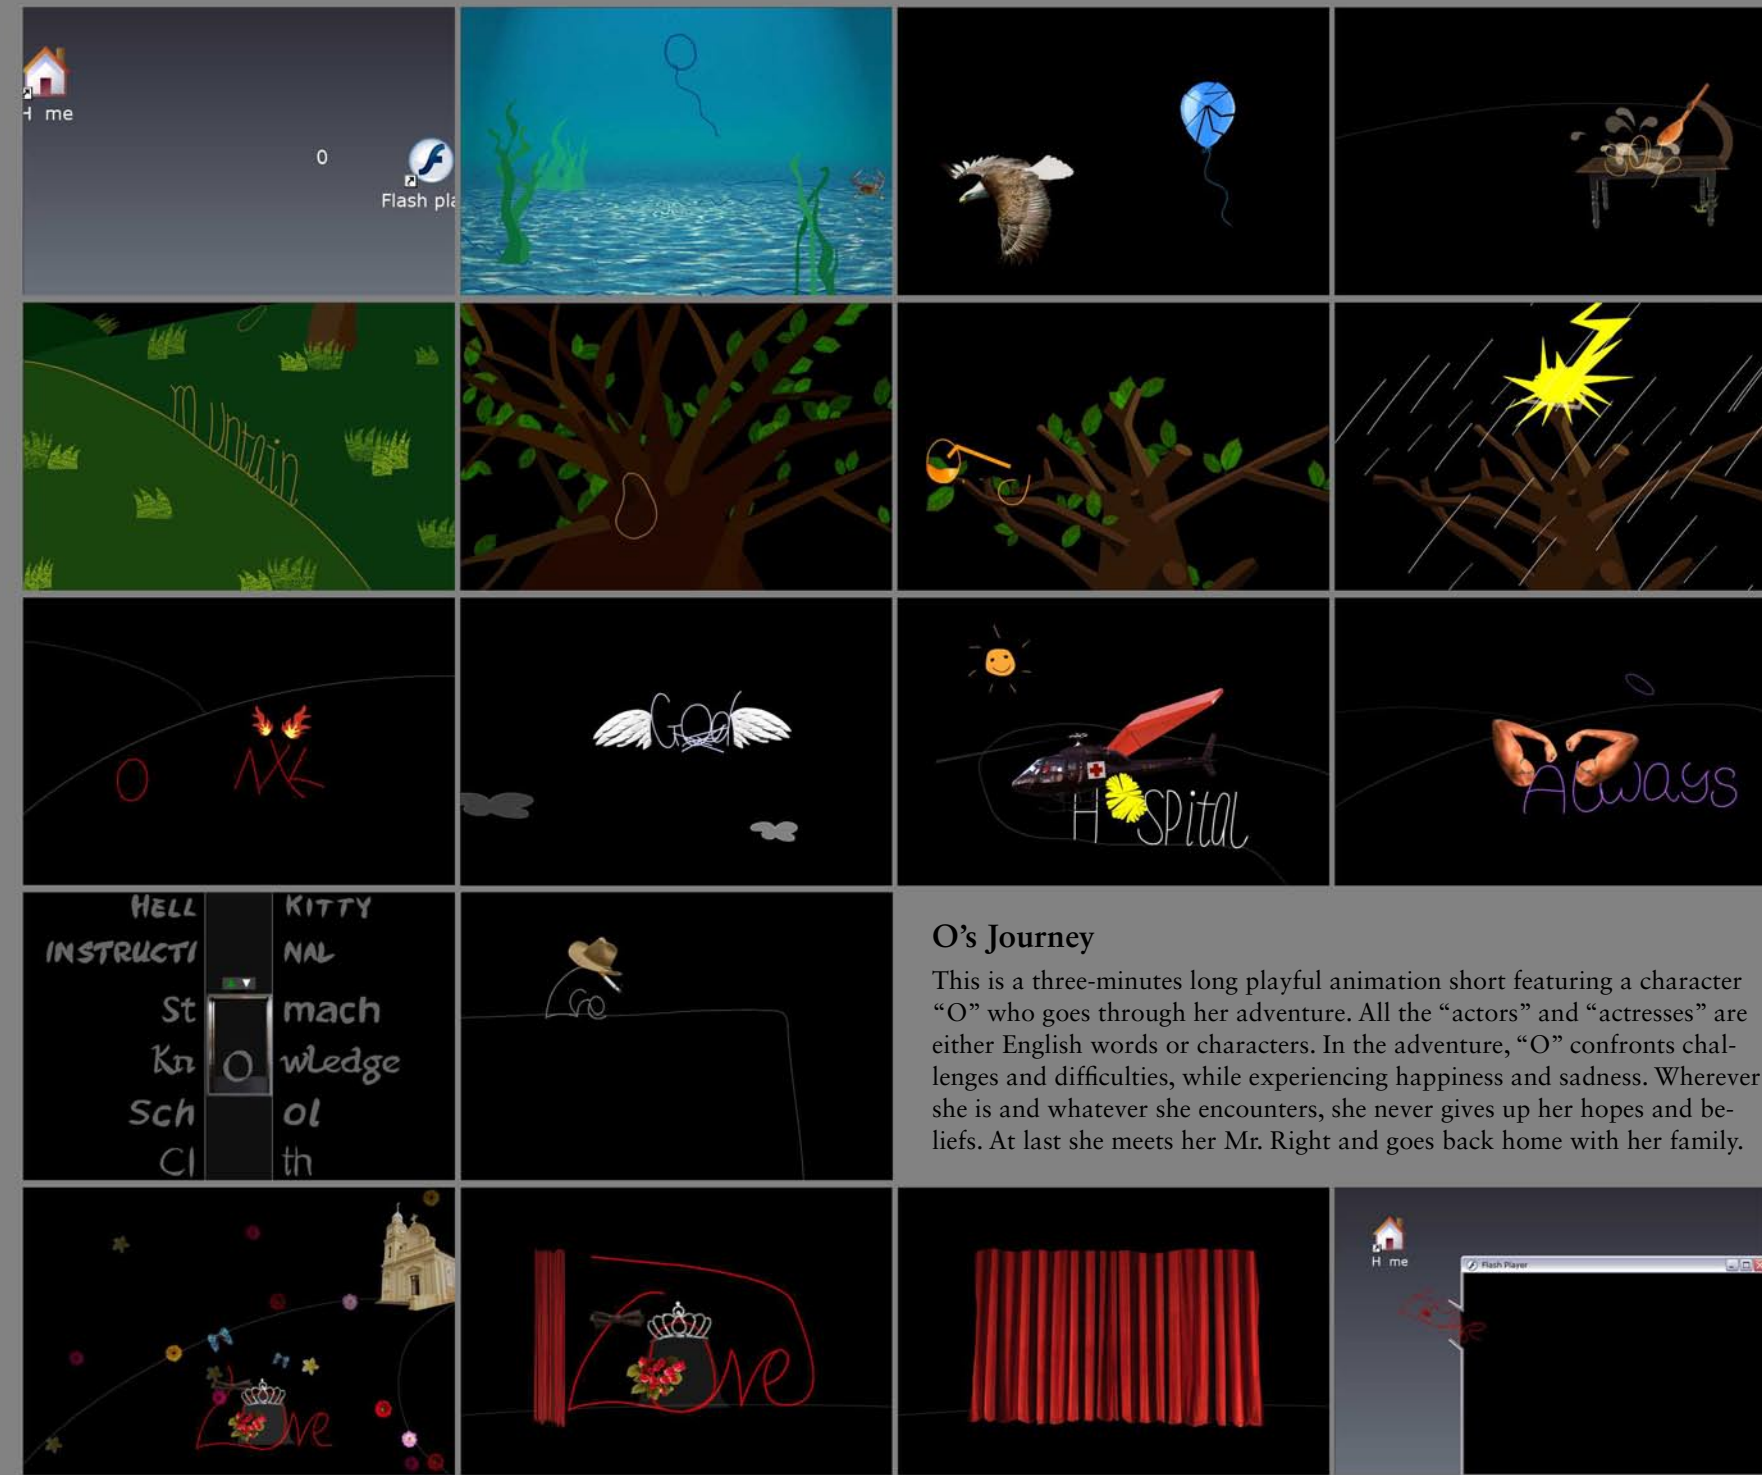 H me
O
Flash pla
m untain
O
God
H spital
Always
HELL KITTY
INSTRUCTI NAL
St mach
Kn O wledge
Sch ol
Cl th
O's Journey
This is a three-minutes long playful animation short featuring a character
“O” who goes through her adventure. All the “actors” and “actresses” are
either English words or characters. In the adventure, “O” confronts chal-
lenges and difficulties, while experiencing happiness and sadness. Wherever
she is and whatever she encounters, she never gives up her hopes and be-
liefs. At last she meets her Mr. Right and goes back home with her family.
Love
Love
H me
Flash Player